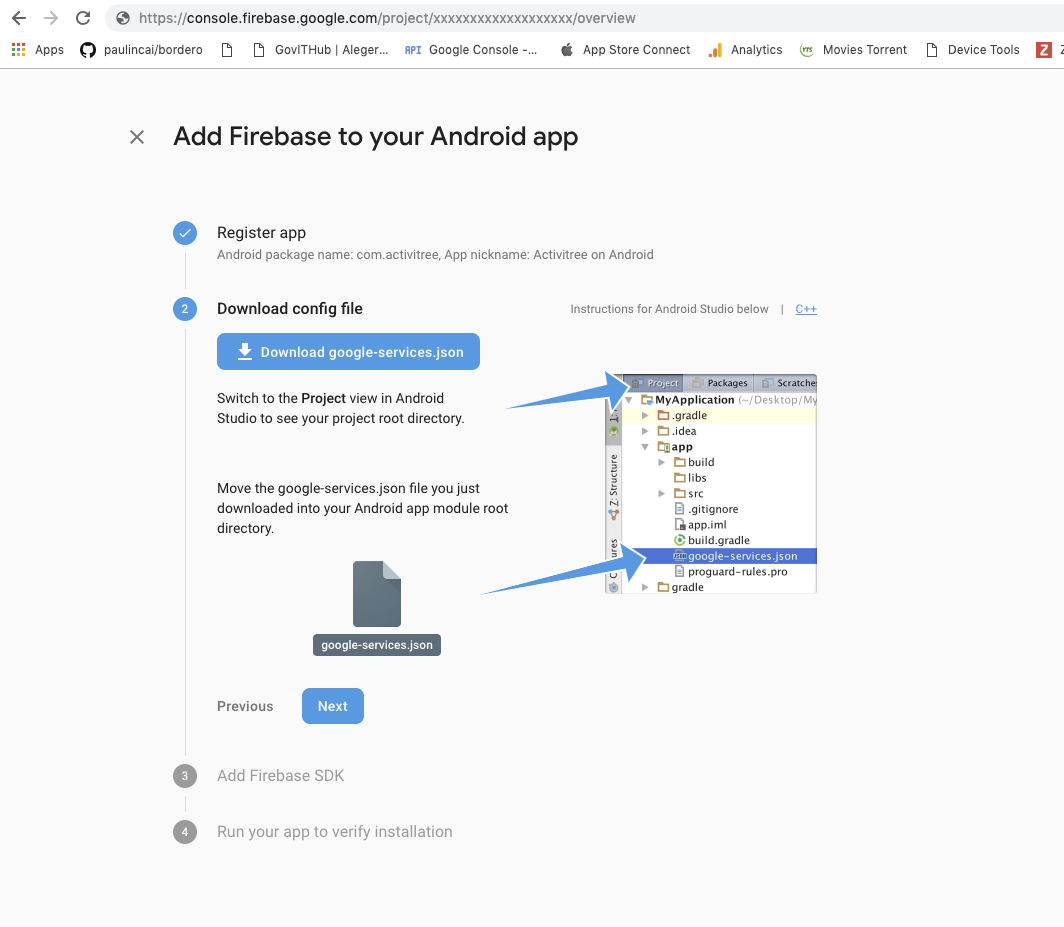 https://console.firebase.google.com/project/xxxxxxxxxxxxxxxxxxx/overview
Apps paulincai/bordero GovITHub | Aleger... API Google Console -... App Store Connect Analytics YTS Movies Torrent Device Tools Z Z
Add Firebase to your Android app
Register app
Android package name: com.activitree, App nickname: Activitree on Android
2 Download config file
Instructions for Android Studio below | C++
Download google-services.json
Switch to the Project view in Android
Studio to see your project root directory.
Move the google-services.json file you just
downloaded into your Android app module root
directory.
google-services.json
Project Packages Scratches
MyApplication (~/Desktop/My
.gradle
.idea
app
build
libs
src
.gitignore
app.iml
build.gradle
google-services.json
proguard-rules.pro
gradle
Z: Structure
Previous Next
3 Add Firebase SDK
4 Run your app to verify installation